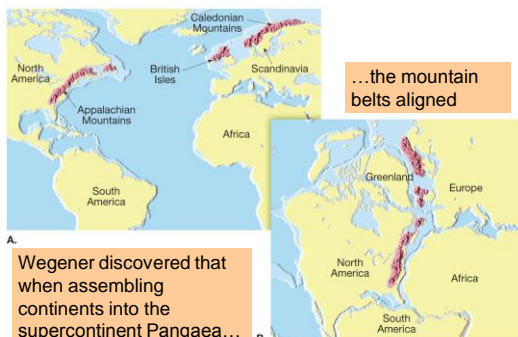 Caledonian
Mountains
North
America
British
Isles
Scandinavia
Appalachian
Mountains
Africa
South
America
A.
…the mountain
belts aligned
Greenland
Europe
North
America
Africa
South
America
Wegener discovered that
when assembling
continents into the
supercontinent Pangaea…